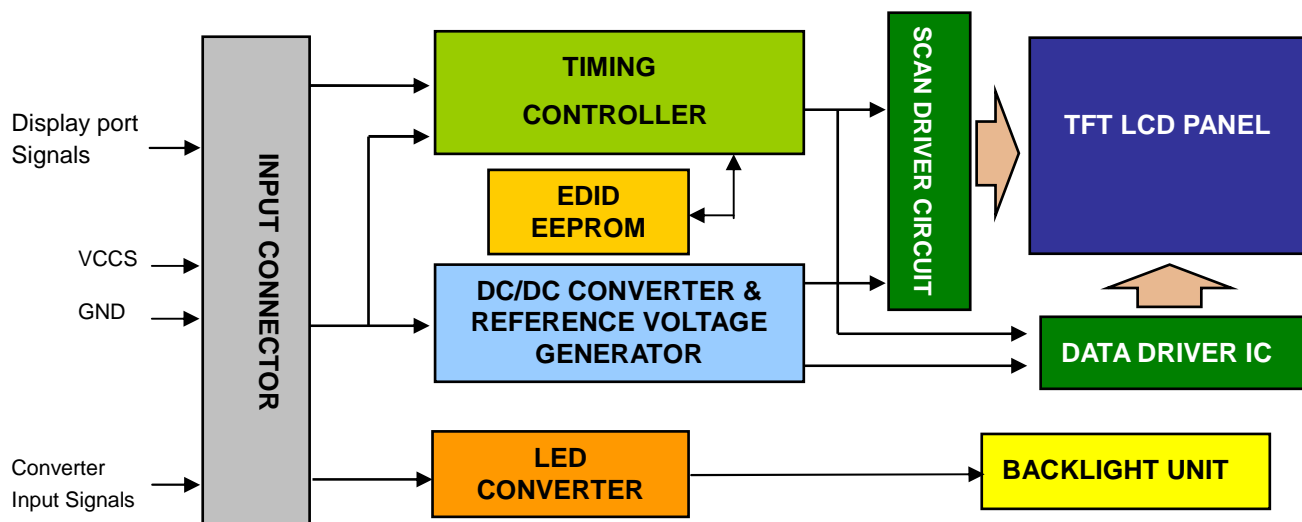 Display port
Signals
VCCS
GND
Converter
Input Signals
INPUT CONNECTOR
TIMING
CONTROLLER
EDID
EEPROM
DC/DC CONVERTER &
REFERENCE VOLTAGE
GENERATOR
LED
CONVERTER
SCAN DRIVER CIRCUIT
TFT LCD PANEL
DATA DRIVER IC
BACKLIGHT UNIT